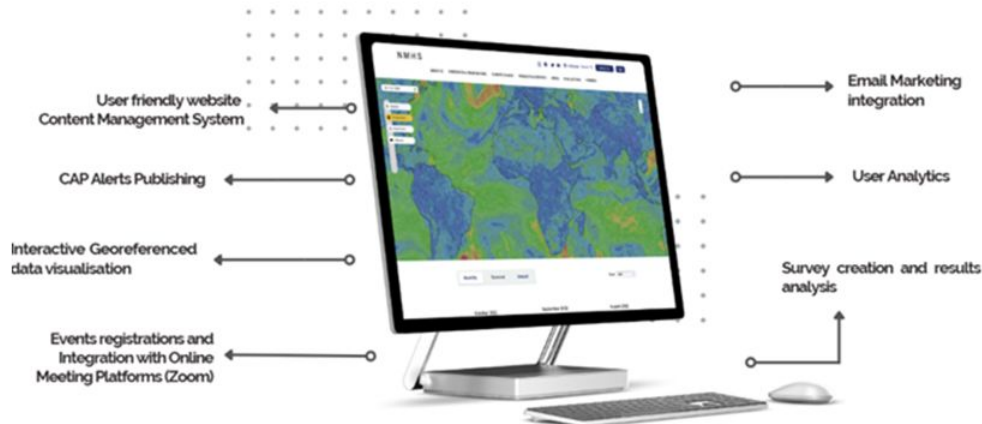 NMHS
User friendly website
Content Management System
CAP Alerts Publishing
Interactive Georeferenced
data visualisation
Events registrations and
Integration with Online
Meeting Platforms (Zoom)
Email Marketing
integration
User Analytics
Survey creation and results
analysis